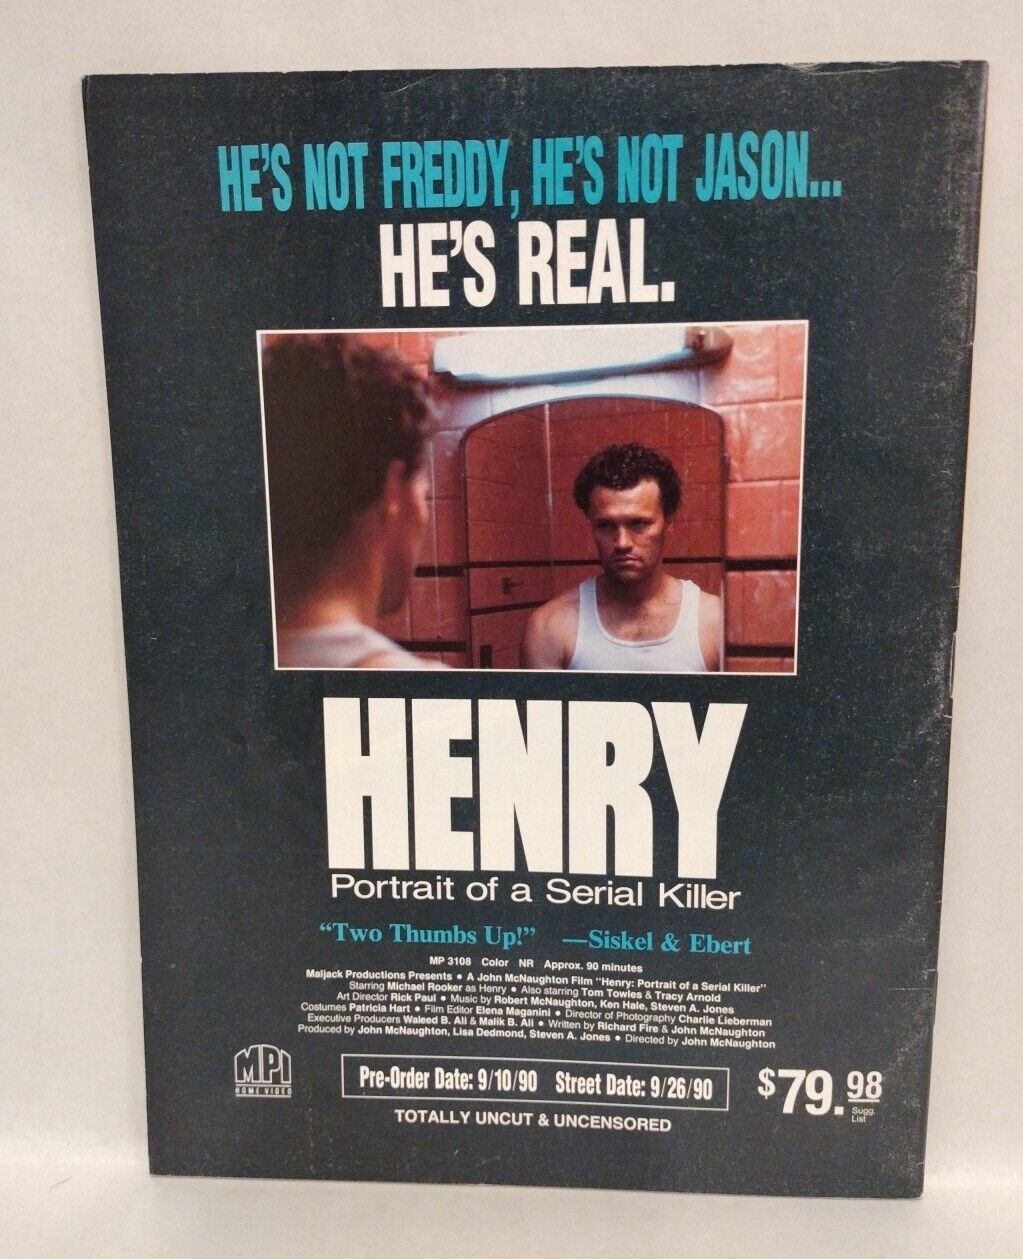 HE'S NOT FREDDY, HE'S NOT JASON...
HE'S REAL.
HENRY
Portrait of a Serial Killer
“Two Thumbs Up!” —Siskel & Ebert
MP 3108 Color NR Approx. 90 minutes
Maljack Productions Presents • A John McNaughton Film "Henry: Portrait of a Serial Killer"
Starring Michael Rooker as Henry • Also starring Tom Towles & Tracy Arnold
Art Director Rick Paul • Music by Robert McNaughton, Ken Hale, Steven A. Jones
Costumes Patricia Hart • Film Editor Elena Maganini • Director of Photography Charlie Lieberman
Executive Producers Waleed B. Ali & Malik B. Ali • Written by Richard Fire & John McNaughton
Produced by John McNaughton, Lisa Dedmond, Steven A. Jones • Directed by John McNaughton
MPI
HOME VIDEO
Pre-Order Date: 9/10/90 Street Date: 9/26/90
$79.98
Sugg.
List
TOTALLY UNCUT & UNCENSORED